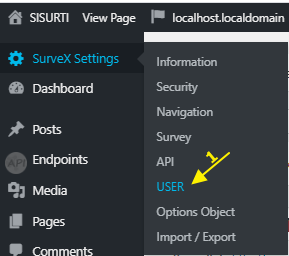 SISURTI View Page localhost.localdomain
SurveX Settings
Dashboard
Posts
API
Endpoints
Media
Pages
Comments
Information
Security
Navigation
Survey
API
1
USER
Options Object
Import / Export